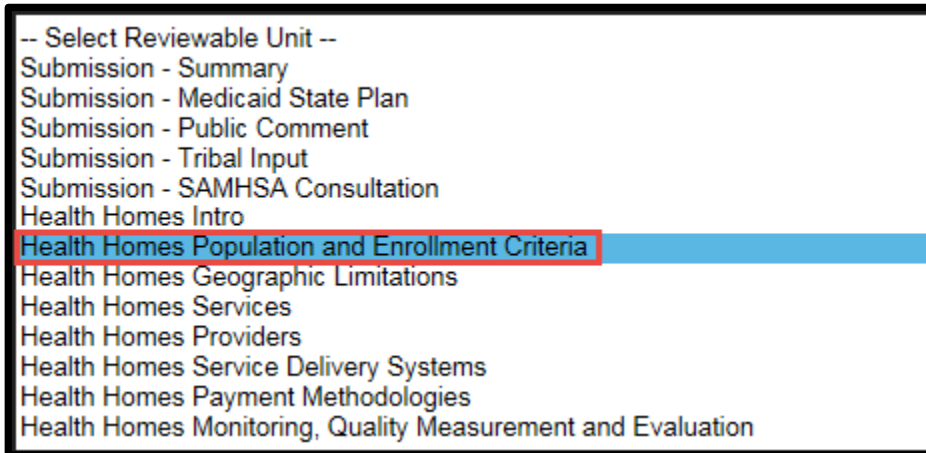 -- Select Reviewable Unit --
Submission - Summary
Submission - Medicaid State Plan
Submission - Public Comment
Submission - Tribal Input
Submission - SAMHSA Consultation
Health Homes Intro
Health Homes Population and Enrollment Criteria
Health Homes Geographic Limitations
Health Homes Services
Health Homes Providers
Health Homes Service Delivery Systems
Health Homes Payment Methodologies
Health Homes Monitoring, Quality Measurement and Evaluation